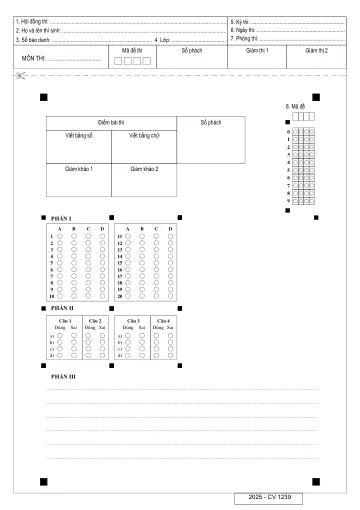 1. Hội đồng thi:
5. Kỳ thi:
2. Họ và tên thí sinh:
6. Ngày thi:
3. Số báo danh:
4. Lớp:
7. Phòng thi:
MÔN THI:
Mã đề thi
Số phách
Giám thị 1
Giám thị 2
8. Mã đề
Điểm bài thi
Số phách
Viết bằng số
Viết bằng chữ
Giám khảo 1
Giám khảo 2
0
1
2
3
4
5
6
7
8
9
PHẦN I
A B C D
A B C D
1 11
2 12
3 13
4 14
5 15
6 16
7 17
8 18
9 19
10 20
PHẦN II
Câu 1 Câu 2 Câu 3 Câu 4
Đúng Sai Đúng Sai Đúng Sai Đúng Sai
a) a)
b) b)
c) c)
d) d)
PHẦN III
2025 - CV 1239